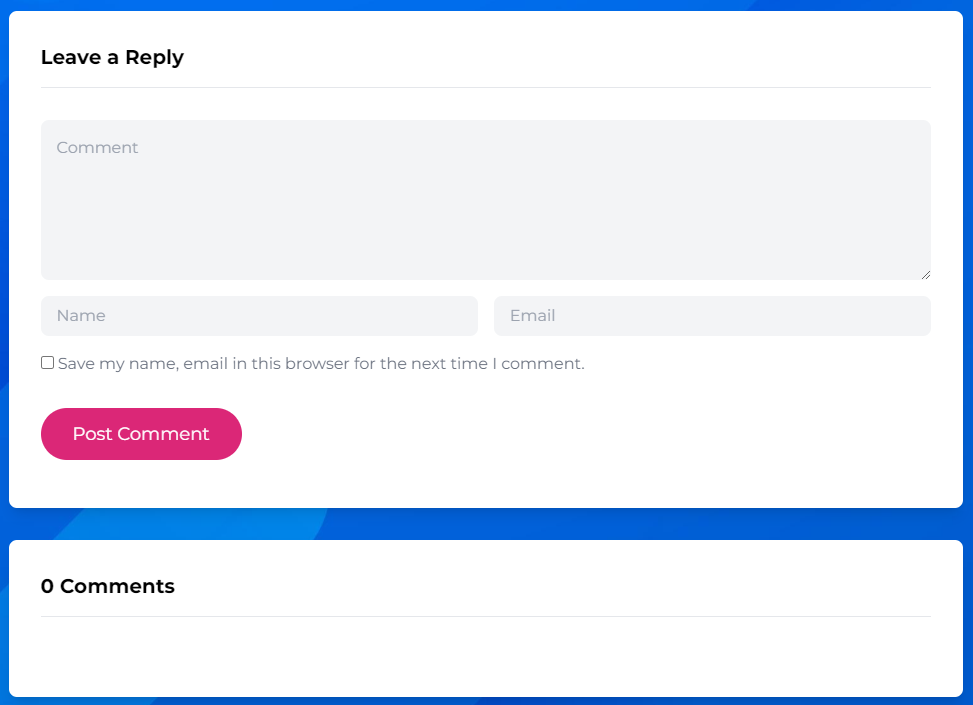 Leave a Reply
Comment
Name
Email
Save my name, email in this browser for the next time I comment.
Post Comment
0 Comments